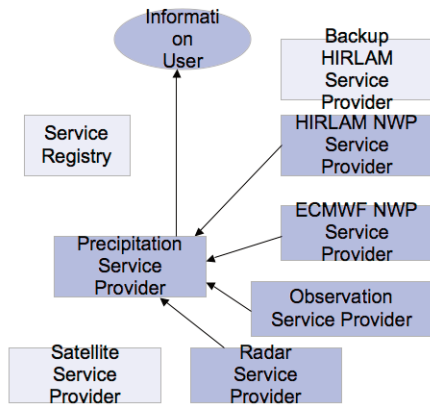 Informati
on
User
Backup
HIRLAM
Service
Provider
HIRLAM NWP
Service
Provider
Service
Registry
ECMWF NWP
Service
Provider
Precipitation
Service
Provider
Observation
Service Provider
Satellite
Service
Provider
Radar
Service
Provider